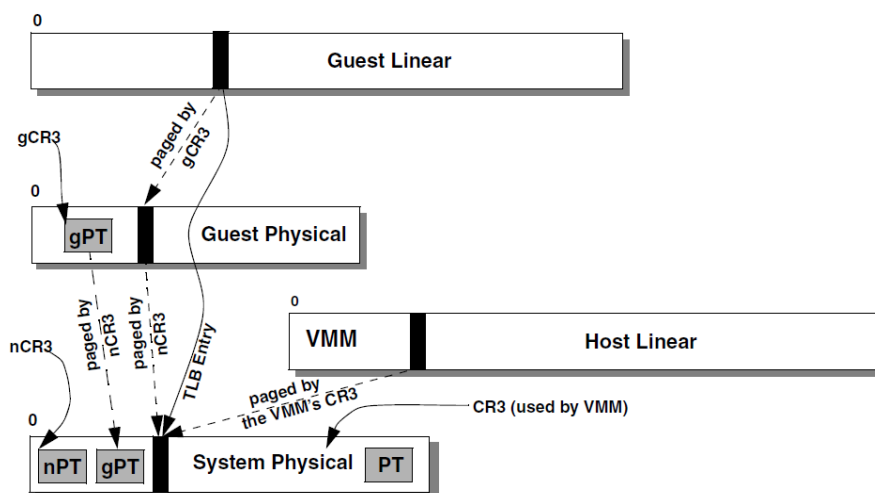 0
Guest Linear
paged by
gCR3
gCR3
0
gPT
Guest Physical
paged by
nCR3
paged by
nCR3
TLB Entry
0
VMM
Host Linear
nCR3
paged by
the VMM's CR3
CR3 (used by VMM)
0
nPT
gPT
System Physical
PT